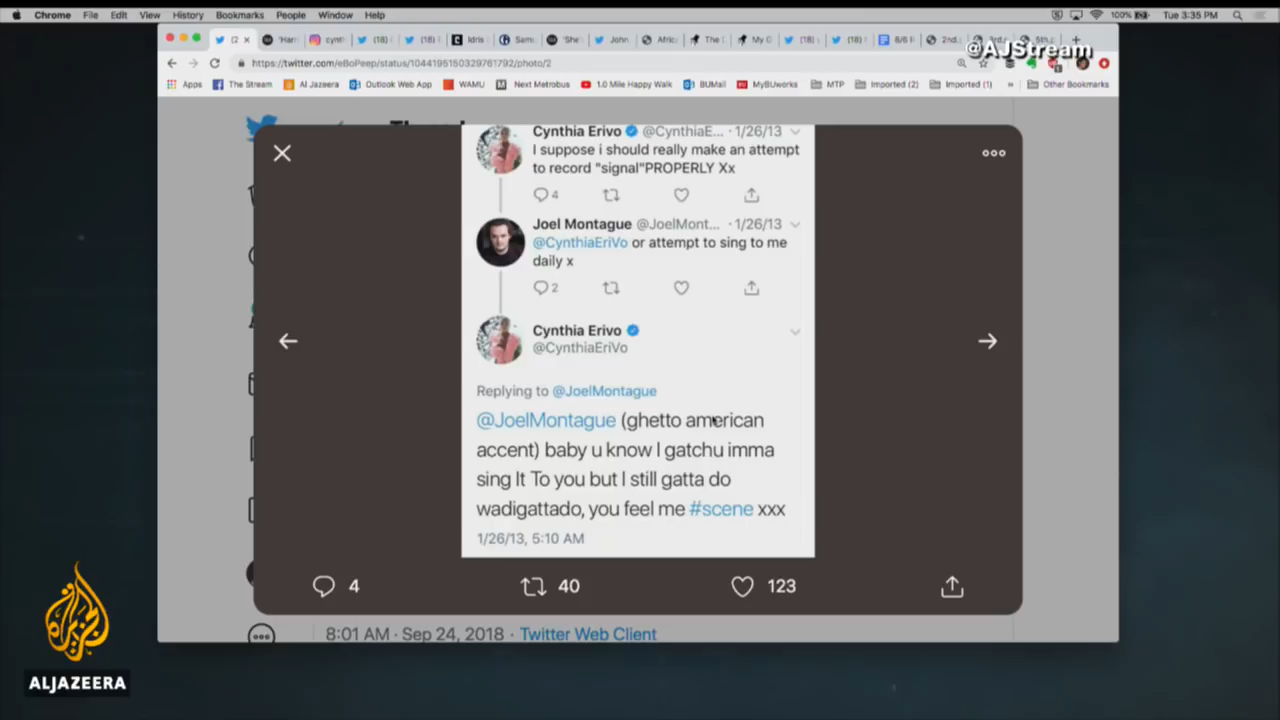 Chrome File Edit View History Bookmarks People Window Help
100% Tue 3:35 PM
@AJStream
https://twitter.com/eBoPeep/status/1044195150329761792/photo/2
Apps The Stream Al Jazeera Outlook Web App WAMU Next Metrobus 1.0 Mile Happy Walk BUMail MyBUworks MTP Imported (2) Imported (1) » Other Bookmarks
Cynthia Erivo @CynthiaE... · 1/26/13
I suppose i should really make an attempt
to record "signal"PROPERLY Xx
4
Joel Montague @JoelMont... · 1/26/13
@CynthiaEriVo or attempt to sing to me
daily x
2
Cynthia Erivo
@CynthiaEriVo
Replying to @JoelMontague
@JoelMontague (ghetto american
accent) baby u know I gatchu imma
sing It To you but I still gatta do
wadigattado, you feel me #scene xxx
1/26/13, 5:10 AM
4 40 123
8:01 AM · Sep 24, 2018 · Twitter Web Client
ALJAZEERA